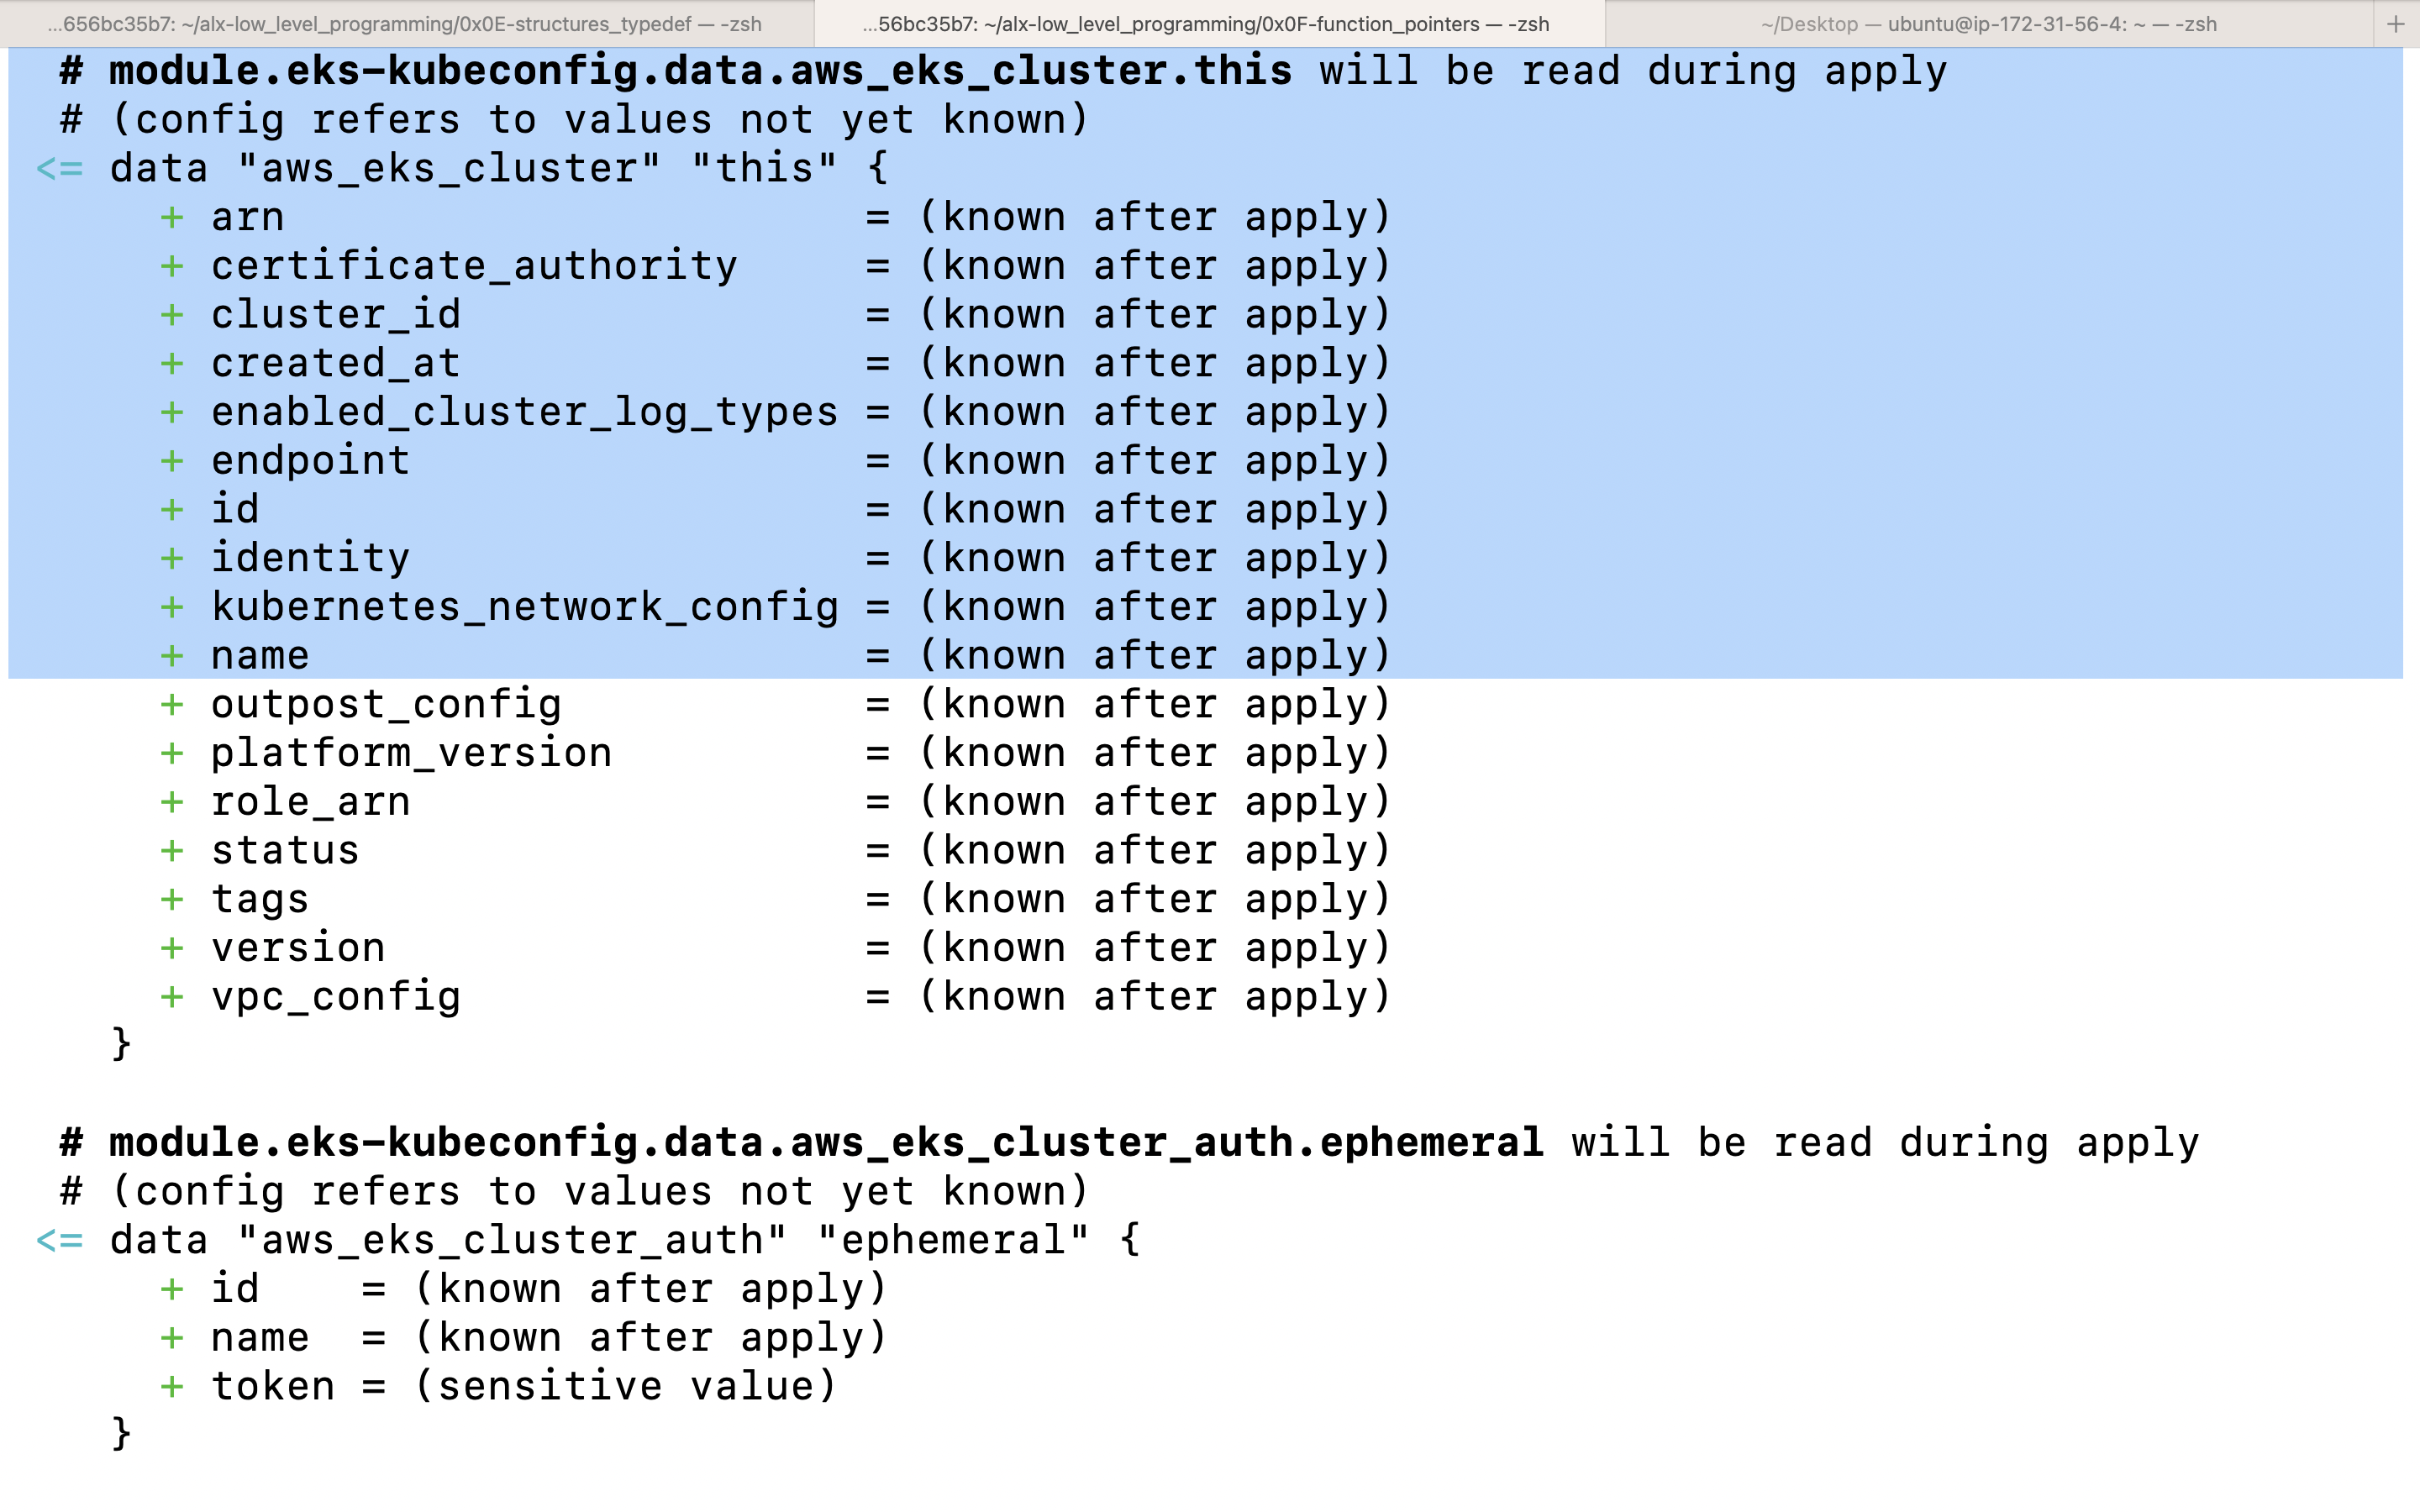 ...656bc35b7: ~/alx-low_level_programming/0x0E-structures_typedef — -zsh
...56bc35b7: ~/alx-low_level_programming/0x0F-function_pointers — -zsh
~/Desktop — ubuntu@ip-172-31-56-4: ~ — -zsh
+
# module.eks-kubeconfig.data.aws_eks_cluster.this will be read during apply
# (config refers to values not yet known)
<= data "aws_eks_cluster" "this" {
+ arn = (known after apply)
+ certificate_authority = (known after apply)
+ cluster_id = (known after apply)
+ created_at = (known after apply)
+ enabled_cluster_log_types = (known after apply)
+ endpoint = (known after apply)
+ id = (known after apply)
+ identity = (known after apply)
+ kubernetes_network_config = (known after apply)
+ name = (known after apply)
+ outpost_config = (known after apply)
+ platform_version = (known after apply)
+ role_arn = (known after apply)
+ status = (known after apply)
+ tags = (known after apply)
+ version = (known after apply)
+ vpc_config = (known after apply)
}
# module.eks-kubeconfig.data.aws_eks_cluster_auth.ephemeral will be read during apply
# (config refers to values not yet known)
<= data "aws_eks_cluster_auth" "ephemeral" {
+ id = (known after apply)
+ name = (known after apply)
+ token = (sensitive value)
}